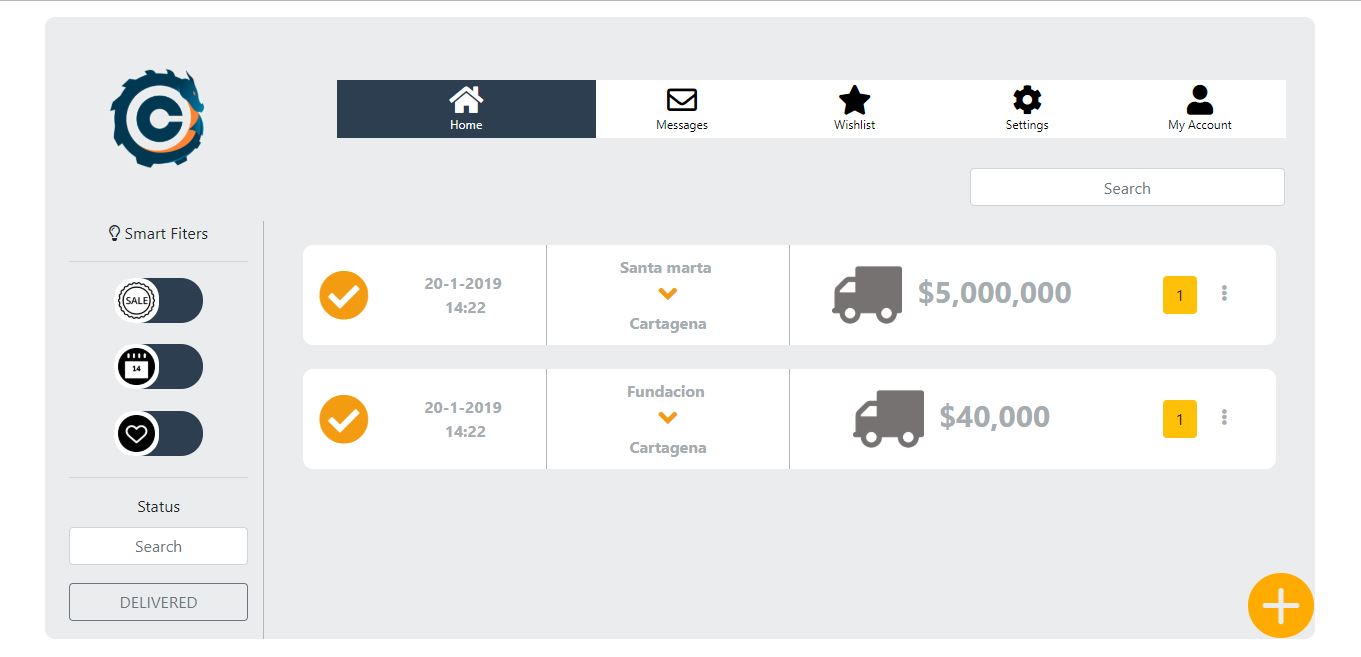 Home
Messages
Wishlist
Settings
My Account
Search
Smart Fiters
SALE
14
Status
Search
DELIVERED
20-1-2019
14:22
Santa marta
Cartagena
$5,000,000
1
20-1-2019
14:22
Fundacion
Cartagena
$40,000
1